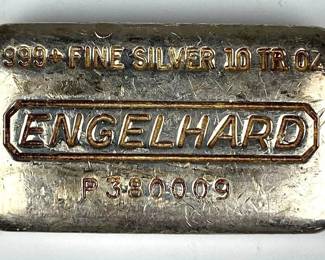 999+ FINE SILVER 10 TR. OZ
ENGELHARD
P380009